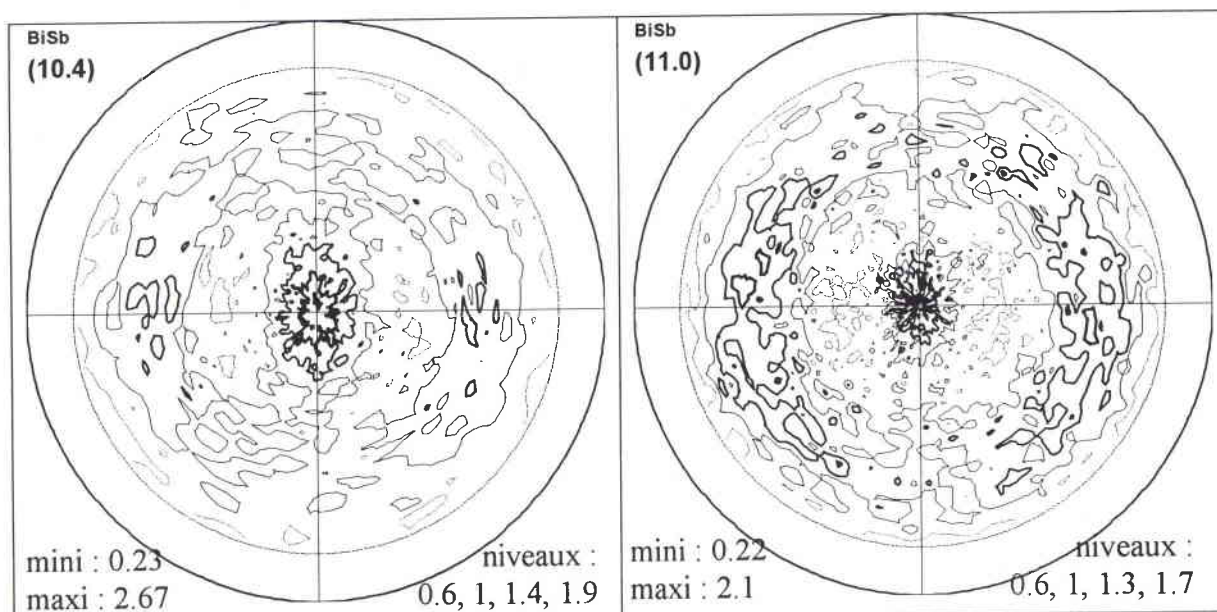 BiSb
(10.4)
mini : 0.23
maxi : 2.67
niveaux :
0.6, 1, 1.4, 1.9
BiSb
(11.0)
mini : 0.22
maxi : 2.1
niveaux :
0.6, 1, 1.3, 1.7